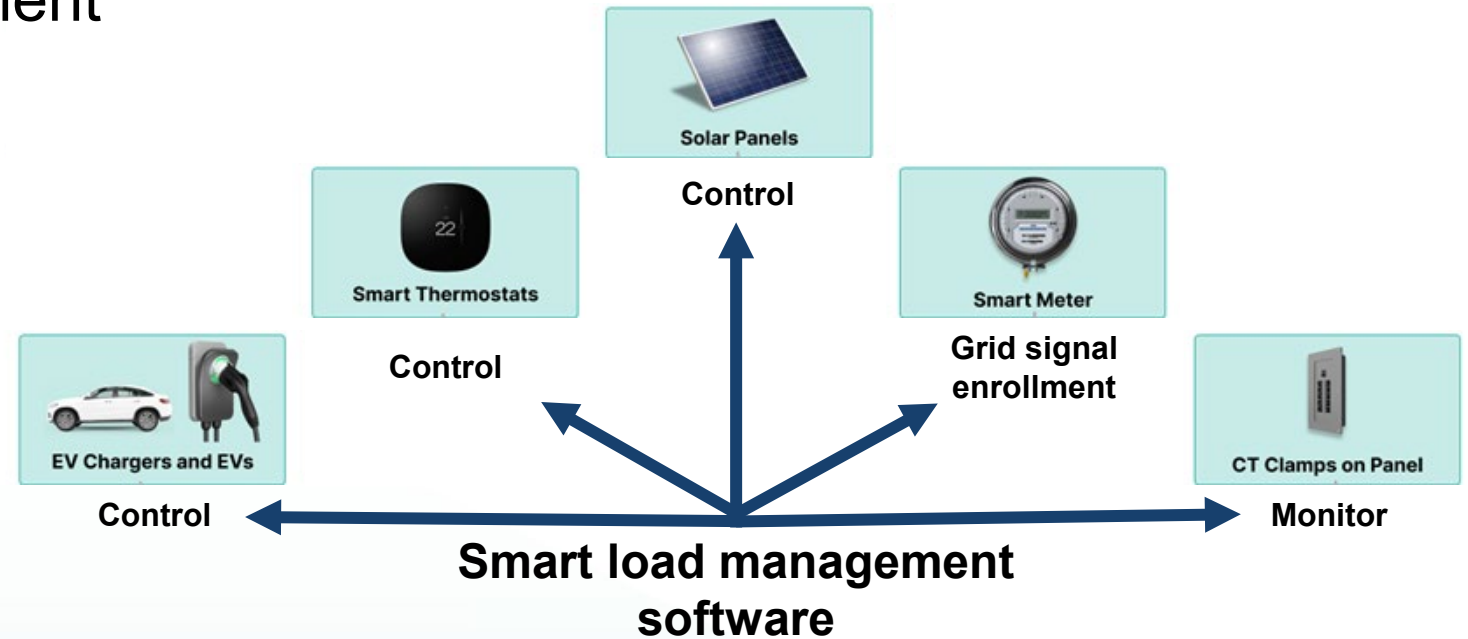 Solar Panels
Control
22
Smart Thermostats
Control
Smart Meter
Grid signal
enrollment
EV Chargers and EVs
Control
CT Clamps on Panel
Monitor
Smart load management
software